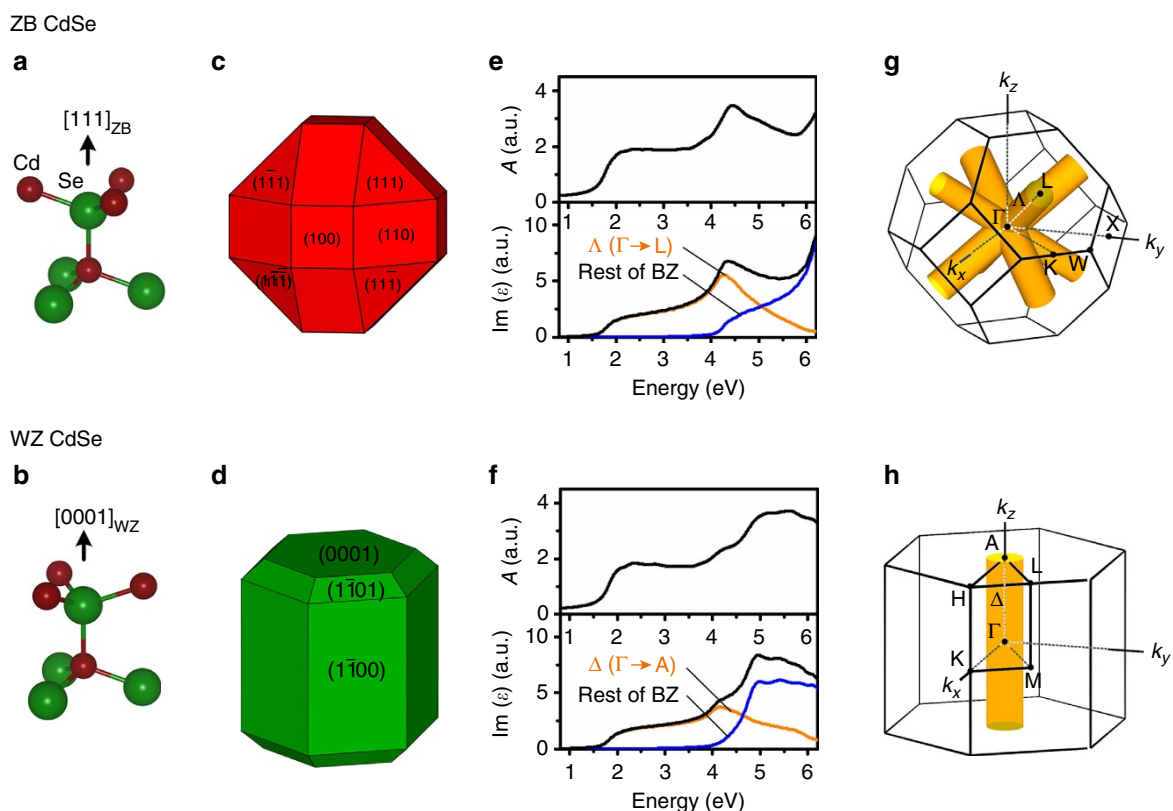 ZB CdSe
a
[111]ZB
Cd
Se
c
(11̅1)
(111)
(100)
(110)
(111̅)
e
A (a.u.)
4
2
0
1 2 3 4 5 6
Im (ε) (a.u.)
10
5
0
Λ (Γ→L)
Rest of BZ
1 2 3 4 5 6
Energy (eV)
g
kz
L
Λ
Γ
X
ky
kx
K
W
WZ CdSe
b
[0001]WZ
d
(0001)
(11̅01)
(11̅00)
f
A (a.u.)
4
2
0
1 2 3 4 5 6
Im (ε) (a.u.)
10
5
0
Δ (Γ→A)
Rest of BZ
1 2 3 4 5 6
Energy (eV)
h
kz
A
L
H
Δ
Γ
ky
K
kx
M